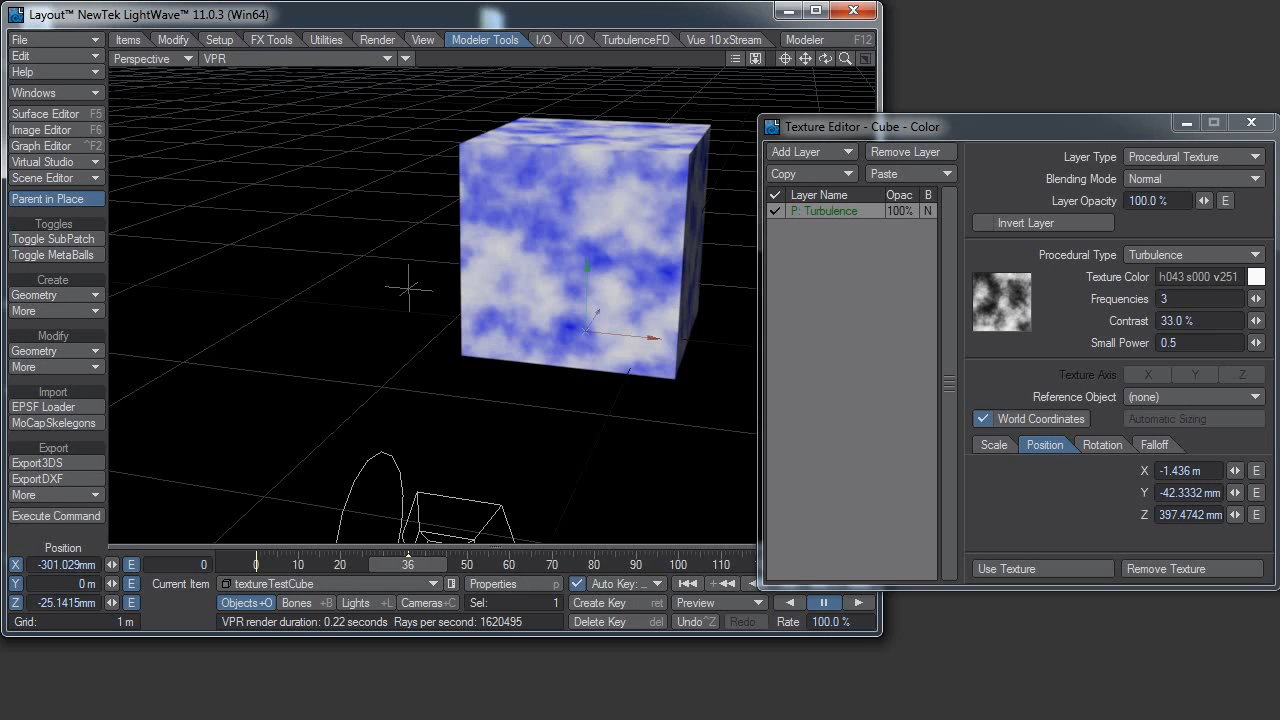 Layout™ NewTek LightWave™ 11.0.3 (Win64)
File
Edit
Help
Windows
Surface Editor F5
Image Editor F6
Graph Editor ^F2
Virtual Studio
Scene Editor
Parent in Place
Toggles
Toggle SubPatch
Toggle MetaBalls
Create
Geometry
More
Modify
Geometry
More
Import
EPSF Loader
MoCapSkelegons
Export
Export3DS
ExportDXF
More
Execute Command
Items Modify Setup FX Tools Utilities Render View Modeler Tools I/O I/O TurbulenceFD Vue 10 xStream Modeler F12
Perspective VPR
Position
X -301.029mm E 0
Y 0 m E
Z -25.1415mm E
Grid: 1 m
0 10 20 36 50 60 70 80 90 100 110
Current Item textureTestCube Properties p Auto Key: _
Objects+O Bones +B Lights +L Cameras+C Sel: 1 Create Key ret Preview
VPR render duration: 0.22 seconds Rays per second: 1620495 Delete Key del Undo^Z Redo Rate 100.0 %
Texture Editor - Cube - Color
Add Layer Remove Layer
Copy Paste
Layer Name Opac B
P: Turbulence 100% N
Layer Type Procedural Texture
Blending Mode Normal
Layer Opacity 100.0 % E
Invert Layer
Procedural Type Turbulence
Texture Color h043 s000 v251
Frequencies 3
Contrast 33.0 %
Small Power 0.5
Texture Axis X Y Z
Reference Object (none)
World Coordinates Automatic Sizing
Scale Position Rotation Falloff
X -1.436 m E
Y -42.3332 mm E
Z 397.4742 mm E
Use Texture Remove Texture